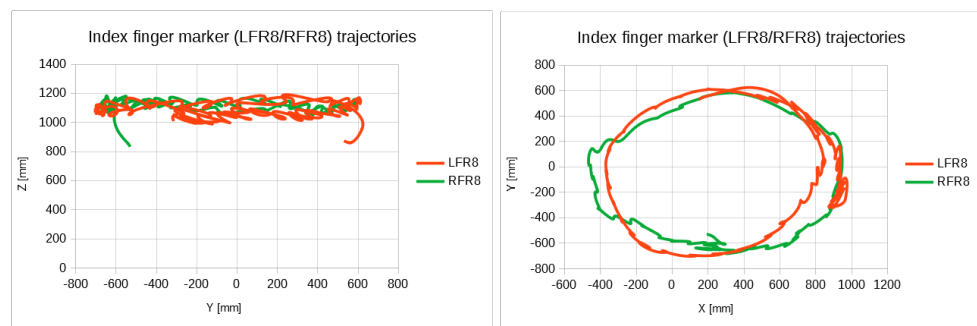 Index finger marker (LFR8/RFR8) trajectories
1400
1200
1000
800
600
400
200
0
-800 -600 -400 -200 0 200 400 600 800
Z [mm]
Y [mm]
LFR8
RFR8
Index finger marker (LFR8/RFR8) trajectories
800
600
400
200
0
-200
-400
-600
-800
-600 -400 -200 0 200 400 600 800 1000 1200
Y [mm]
X [mm]
LFR8
RFR8